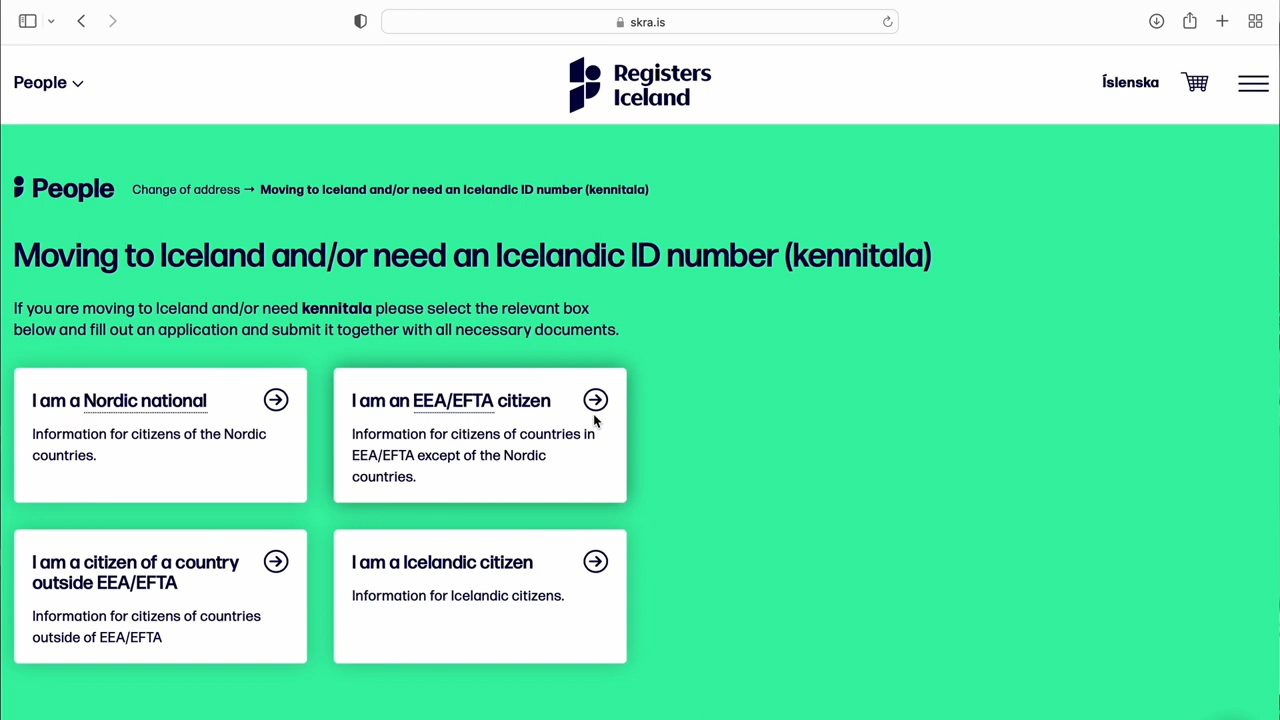 skra.is
People
Registers
Iceland
Íslenska
People
Change of address → Moving to Iceland and/or need an Icelandic ID number (kennitala)
Moving to Iceland and/or need an Icelandic ID number (kennitala)
If you are moving to Iceland and/or need kennitala please select the relevant box
below and fill out an application and submit it together with all necessary documents.
I am a Nordic national
Information for citizens of the Nordic
countries.
I am an EEA/EFTA citizen
Information for citizens of countries in
EEA/EFTA except of the Nordic
countries.
I am a citizen of a country
outside EEA/EFTA
Information for citizens of countries
outside of EEA/EFTA
I am a Icelandic citizen
Information for Icelandic citizens.